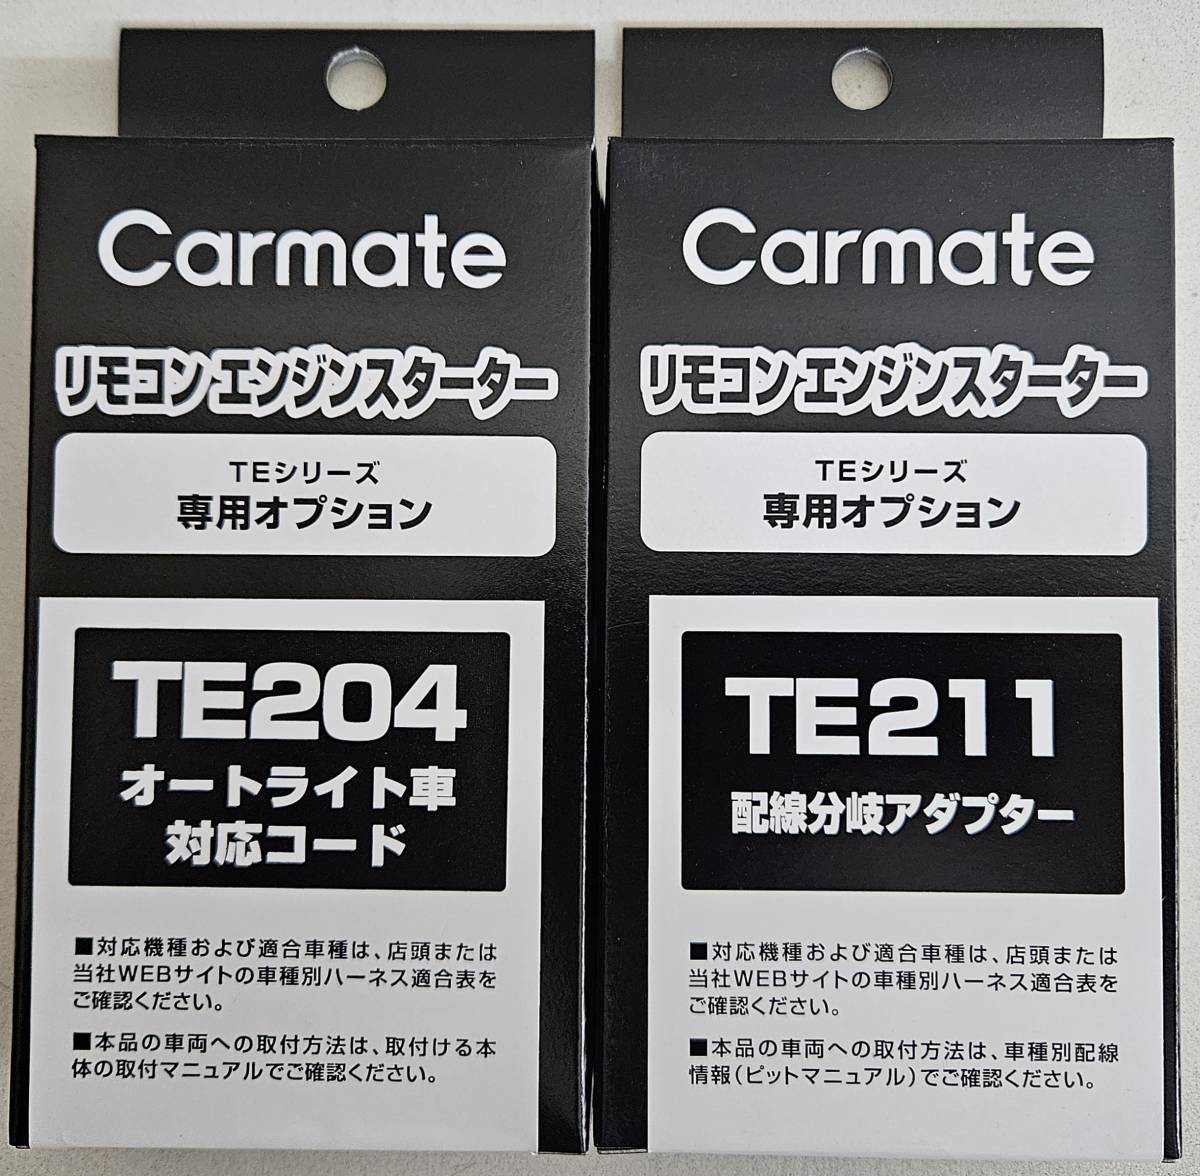 Carmate
リモコンエンジンスターター
TEシリーズ
専用オプション
TE204
オートライト車
対応コード
■対応機種および適合車種は、店頭または
当社WEBサイトの車種別ハーネス適合表を
ご確認ください。
■本品の車両への取付方法は、取付ける本
体の取付マニュアルでご確認ください。
Carmate
リモコンエンジンスターター
TEシリーズ
専用オプション
TE211
配線分岐アダプター
■対応機種および適合車種は、店頭または
当社WEBサイトの車種別ハーネス適合表を
ご確認ください。
■本品の車両への取付方法は、車種別配線
情報(ピットマニュアル)でご確認ください。